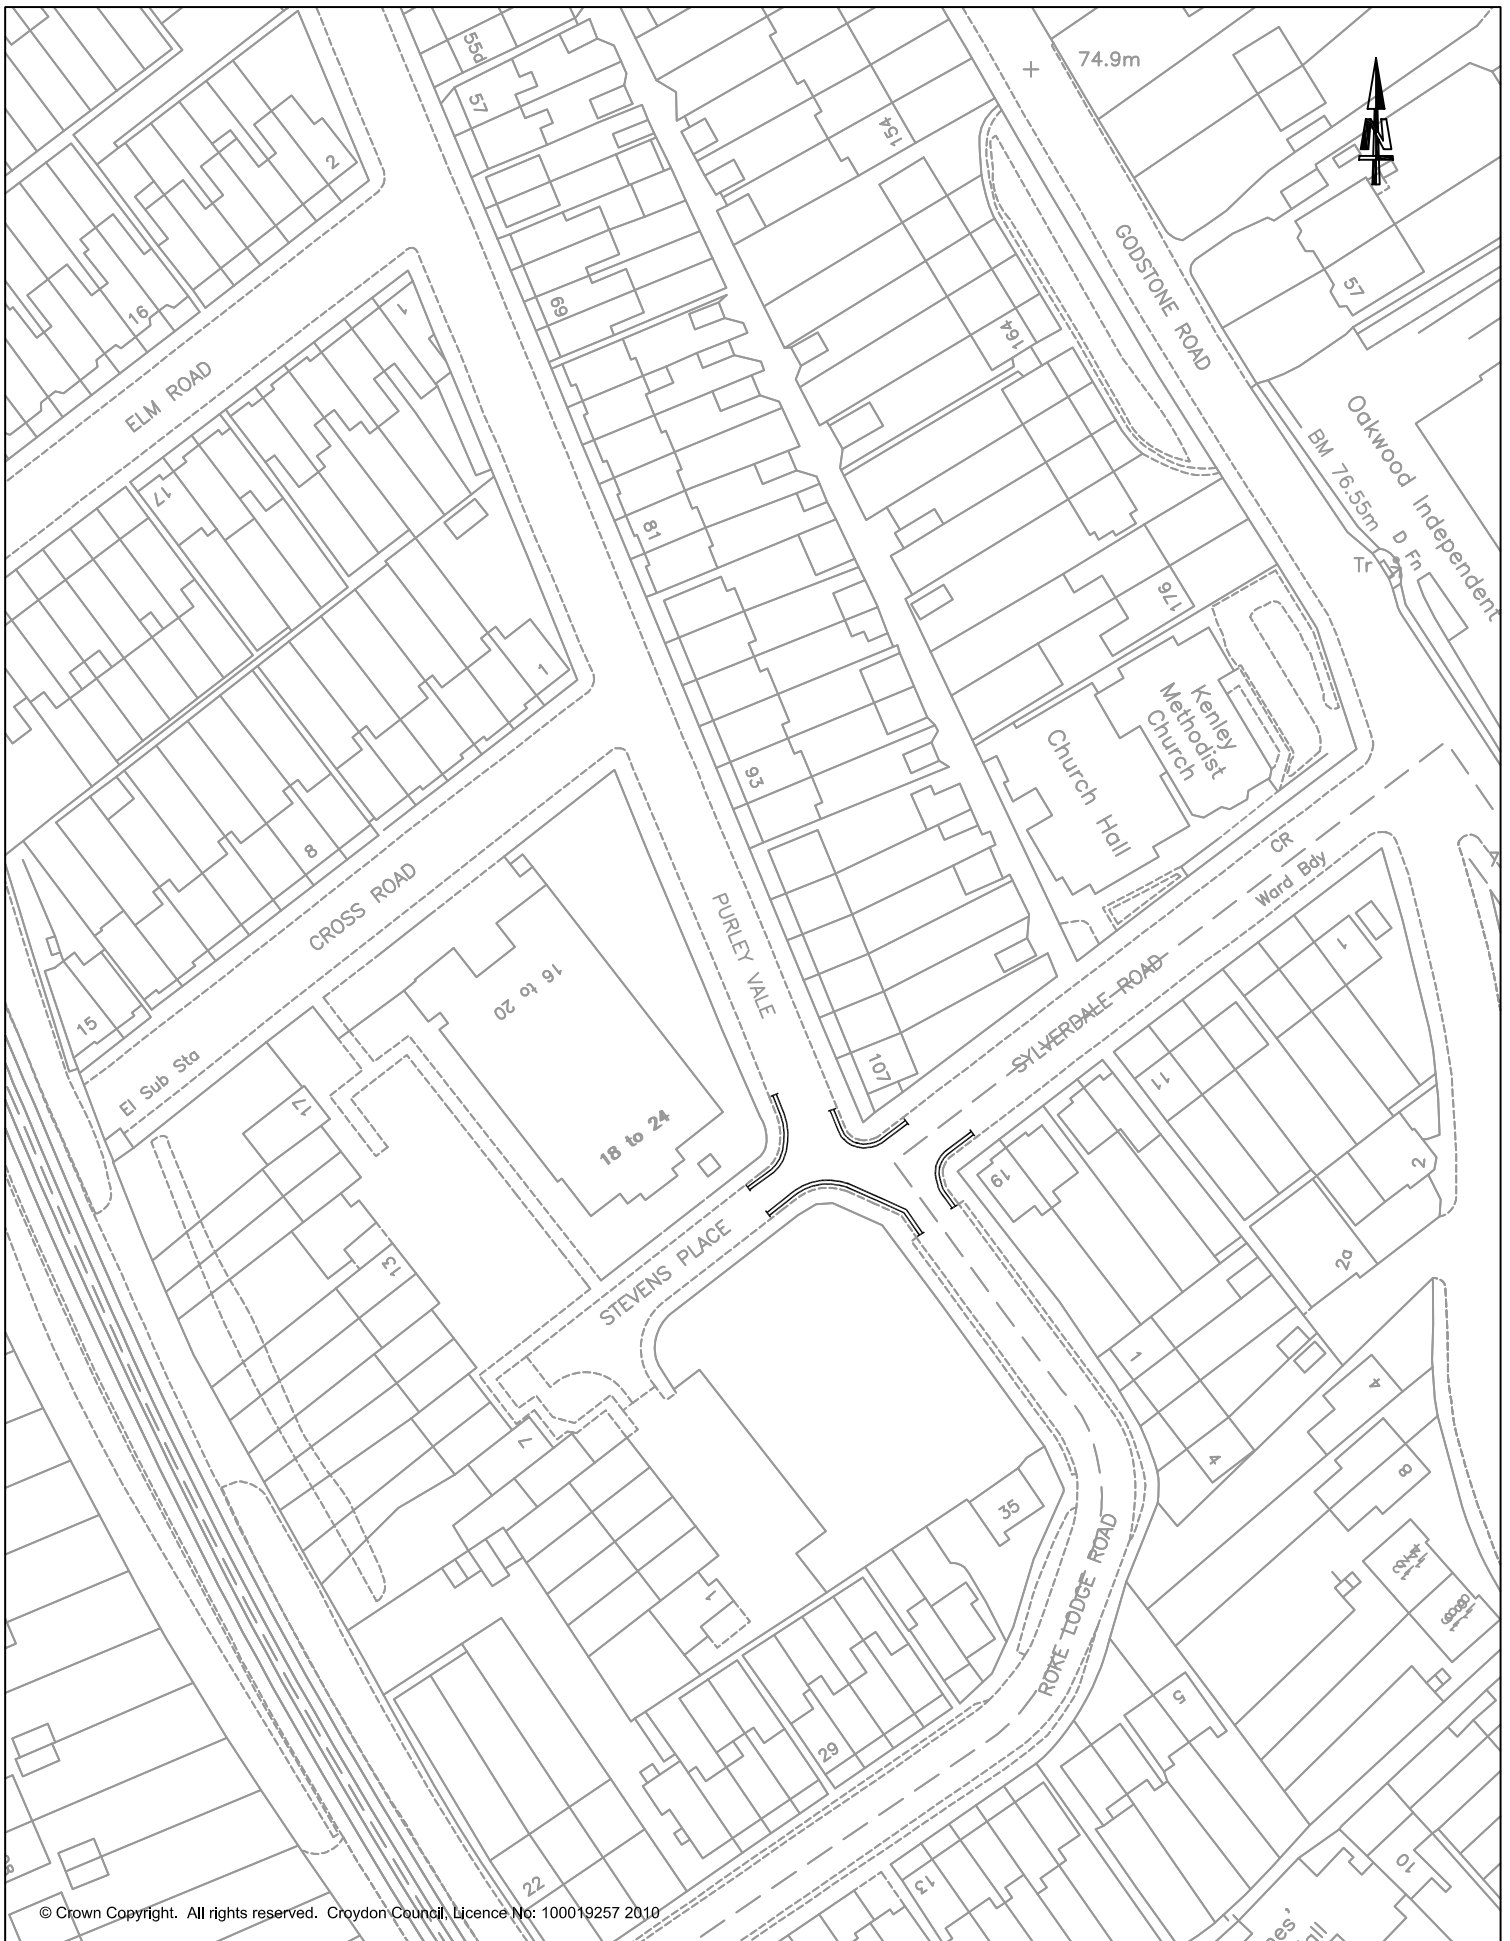 55d
57
74.9m
N
154
2
GODSTONE ROAD
57
16
69
1
164
ELM ROAD
Oakwood Independent
BM 76.55m
D Fn
Tr
17
81
176
1
Kenley
Methodist
Church
Church Hall
93
8
CR
Ward Bdy
CROSS ROAD
PURLEY VALE
1
16 to 20
SYLVERDALE ROAD
15
El Sub Sta
107
11
17
18 to 24
19
2
STEVENS PLACE
2a
13
1
4
7
4
8
35
ROKE LODGE ROAD
1
5
29
22
13
10
© Crown Copyright. All rights reserved. Croydon Council, Licence No: 100019257 2010